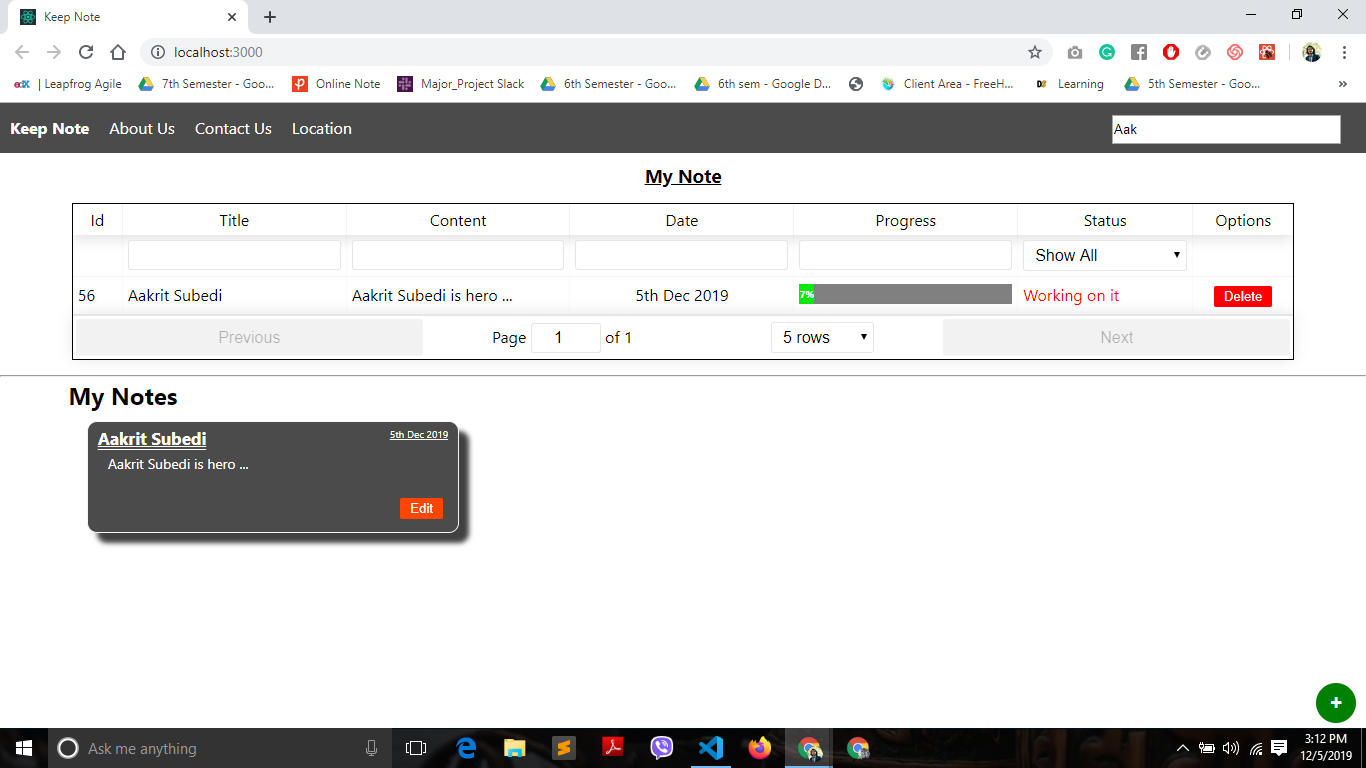 Keep Note
localhost:3000
| Leapfrog Agile 7th Semester - Goo... Online Note Major_Project Slack 6th Semester - Goo... 6th sem - Google D... Client Area - FreeH... Learning 5th Semester - Goo... »
Keep Note About Us Contact Us Location Aak
My Note
Id Title Content Date Progress Status Options
Show All
56 Aakrit Subedi Aakrit Subedi is hero ... 5th Dec 2019 7% Working on it Delete
Previous Page 1 of 1 5 rows Next
My Notes
Aakrit Subedi 5th Dec 2019
Aakrit Subedi is hero ...
Edit
+
Ask me anything 3:12 PM
12/5/2019